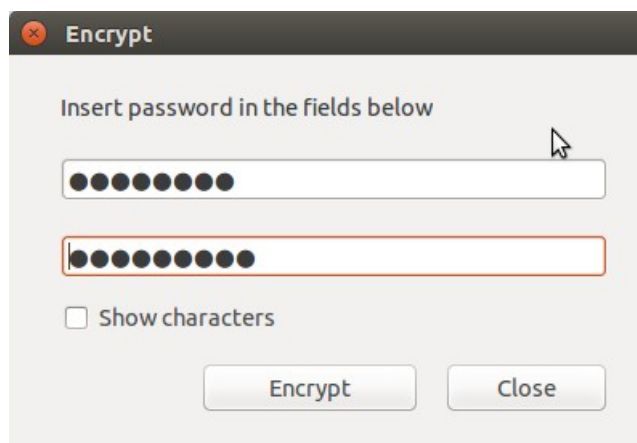 Encrypt
Insert password in the fields below
●●●●●●●●
●●●●●●●●●
Show characters
Encrypt Close